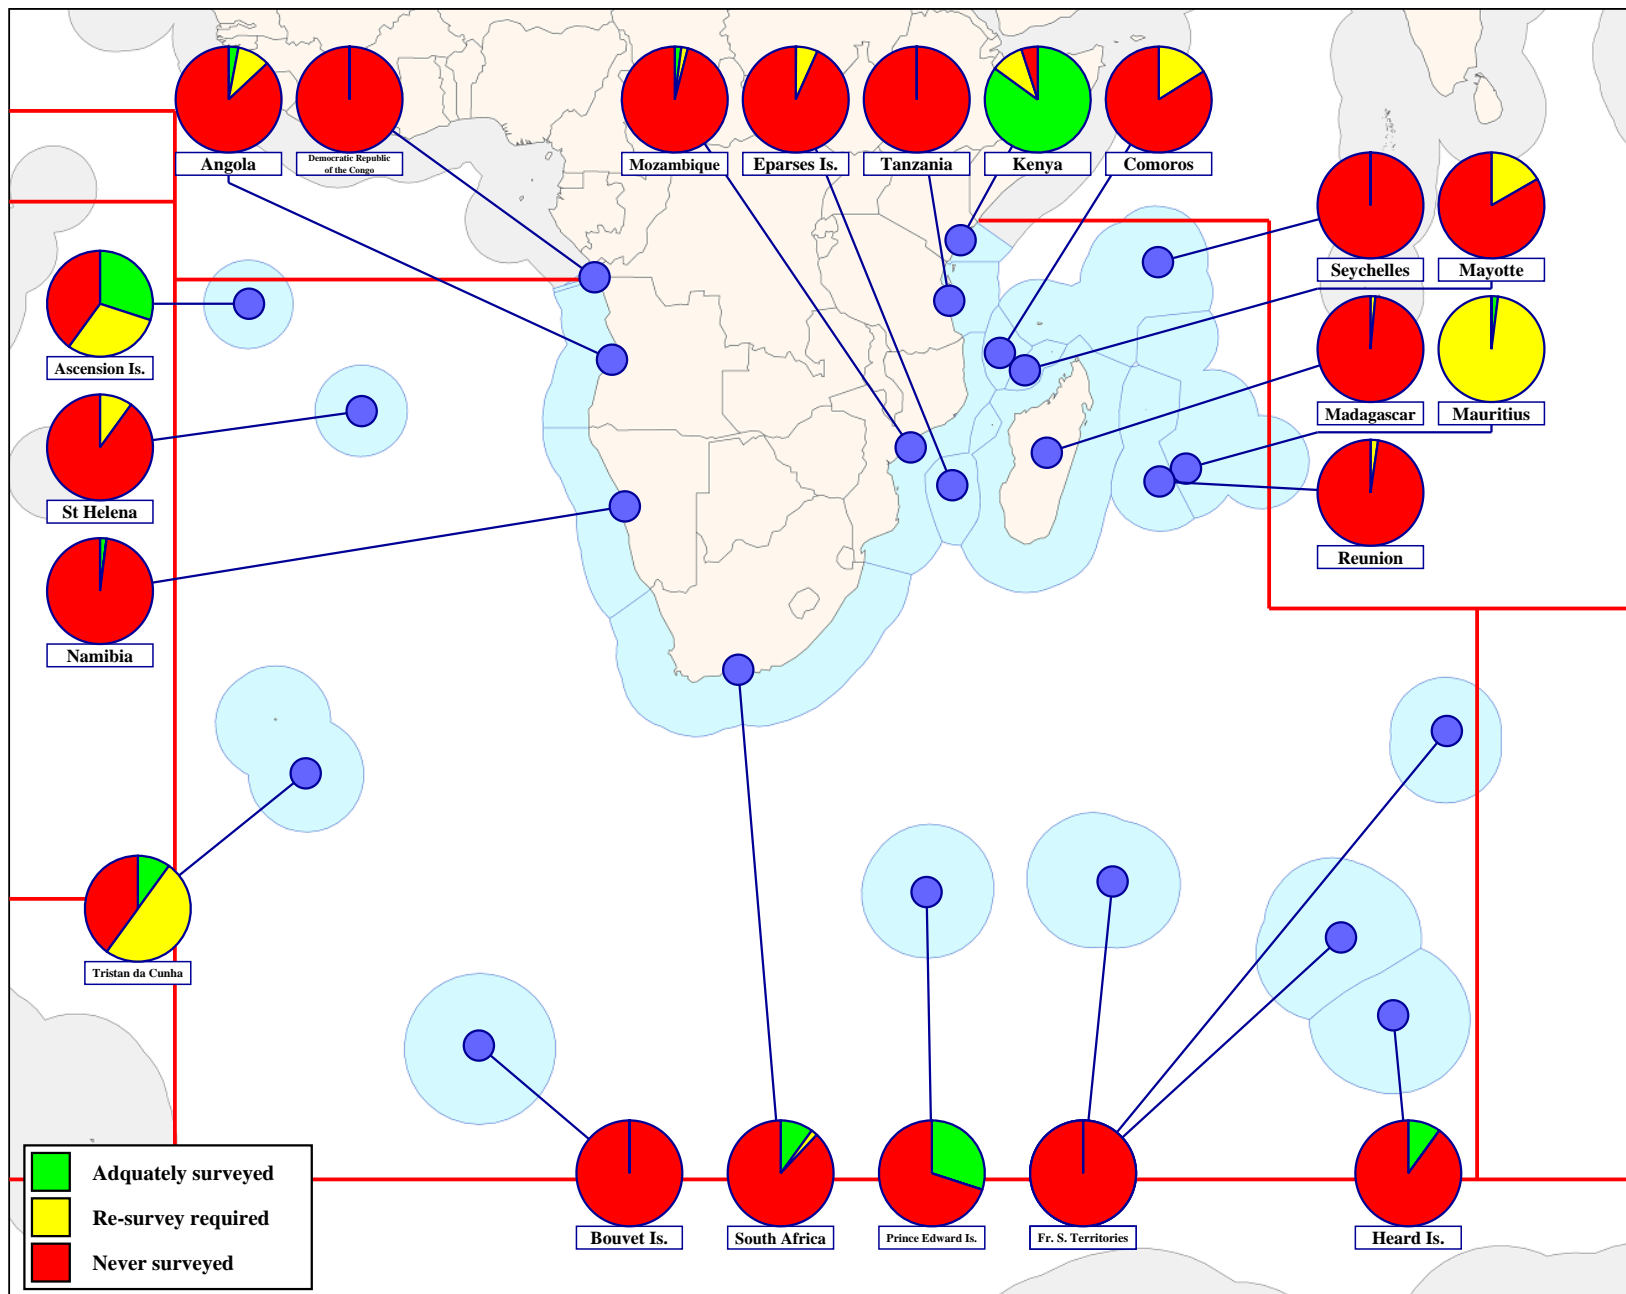 Angola
Democratic Republic
of the Congo
Mozambique
Eparses Is.
Tanzania
Kenya
Comoros
Seychelles
Mayotte
Ascension Is.
Madagascar
Mauritius
St Helena
Reunion
Namibia
Tristan da Cunha
Bouvet Is.
South Africa
Prince Edward Is.
Fr. S. Territories
Heard Is.
Adquately surveyed
Re-survey required
Never surveyed